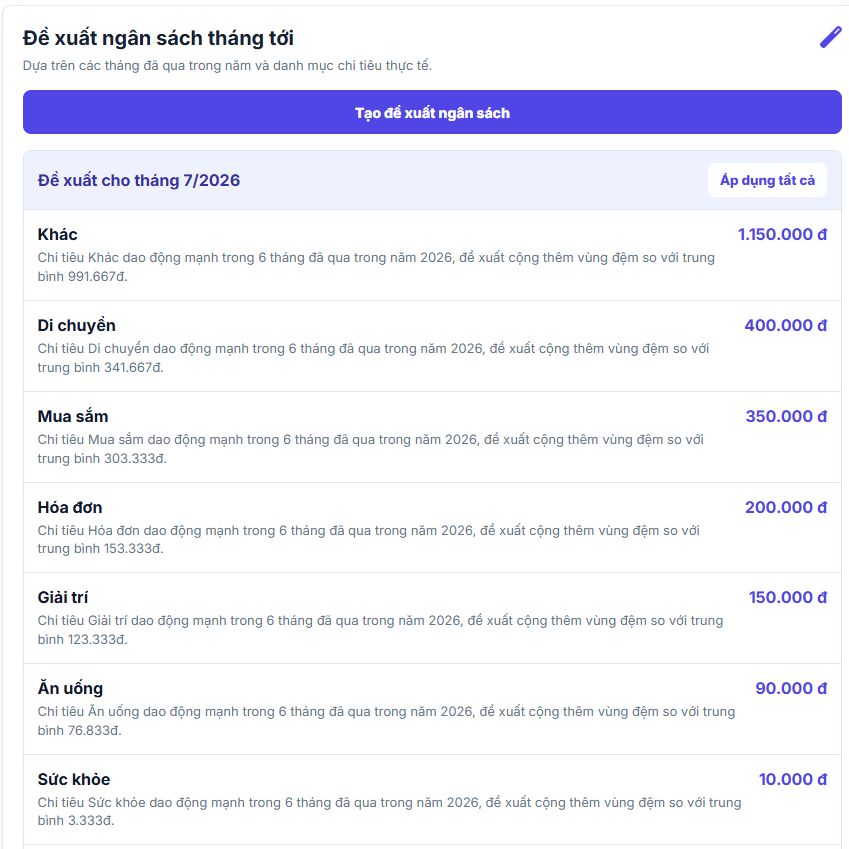 Đề xuất ngân sách tháng tới
Dựa trên các tháng đã qua trong năm và danh mục chi tiêu thực tế.
Tạo đề xuất ngân sách
Đề xuất cho tháng 7/2026
Áp dụng tất cả
Khác
1.150.000 đ
Chi tiêu Khác dao động mạnh trong 6 tháng đã qua trong năm 2026, đề xuất cộng thêm vùng đệm so với trung
bình 991.667đ.
Di chuyển
400.000 đ
Chi tiêu Di chuyển dao động mạnh trong 6 tháng đã qua trong năm 2026, đề xuất cộng thêm vùng đệm so với
trung bình 341.667đ.
Mua sắm
350.000 đ
Chi tiêu Mua sắm dao động mạnh trong 6 tháng đã qua trong năm 2026, đề xuất cộng thêm vùng đệm so với
trung bình 303.333đ.
Hóa đơn
200.000 đ
Chi tiêu Hóa đơn dao động mạnh trong 6 tháng đã qua trong năm 2026, đề xuất cộng thêm vùng đệm so với
trung bình 153.333đ.
Giải trí
150.000 đ
Chi tiêu Giải trí dao động mạnh trong 6 tháng đã qua trong năm 2026, đề xuất cộng thêm vùng đệm so với trung
bình 123.333đ.
Ăn uống
90.000 đ
Chi tiêu Ăn uống dao động mạnh trong 6 tháng đã qua trong năm 2026, đề xuất cộng thêm vùng đệm so với trung
bình 76.833đ.
Sức khỏe
10.000 đ
Chi tiêu Sức khỏe dao động mạnh trong 6 tháng đã qua trong năm 2026, đề xuất cộng thêm vùng đệm so với trung
bình 3.333đ.